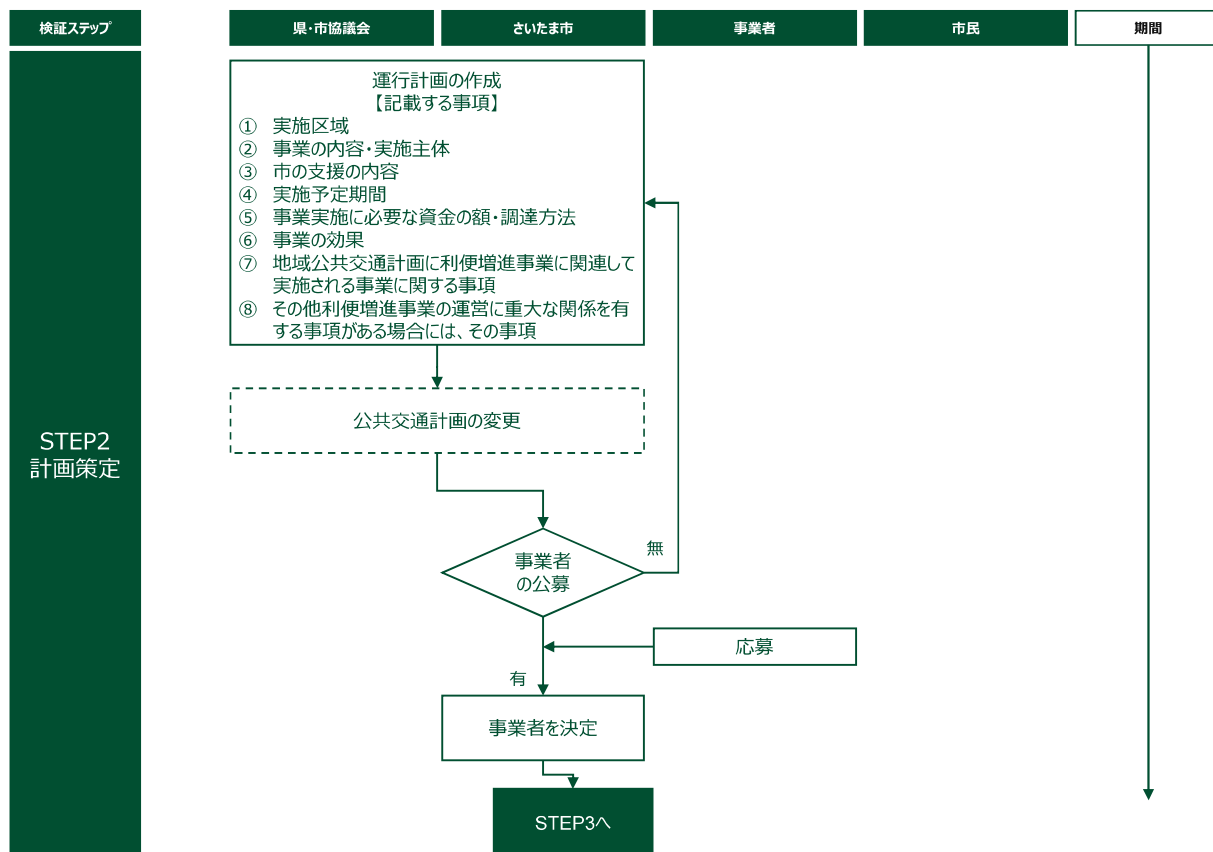 検証ステップ
県・市協議会
さいたま市
事業者
市民
期間
STEP2
計画策定
運行計画の作成
【記載する事項】
① 実施区域
② 事業の内容・実施主体
③ 市の支援の内容
④ 実施予定期間
⑤ 事業実施に必要な資金の額・調達方法
⑥ 事業の効果
⑦ 地域公共交通計画に利便増進事業に関連して
実施される事業に関する事項
⑧ その他利便増進事業の運営に重大な関係を有
する事項がある場合には、その事項
公共交通計画の変更
事業者
の公募
無
応募
有
事業者を決定
STEP3へ